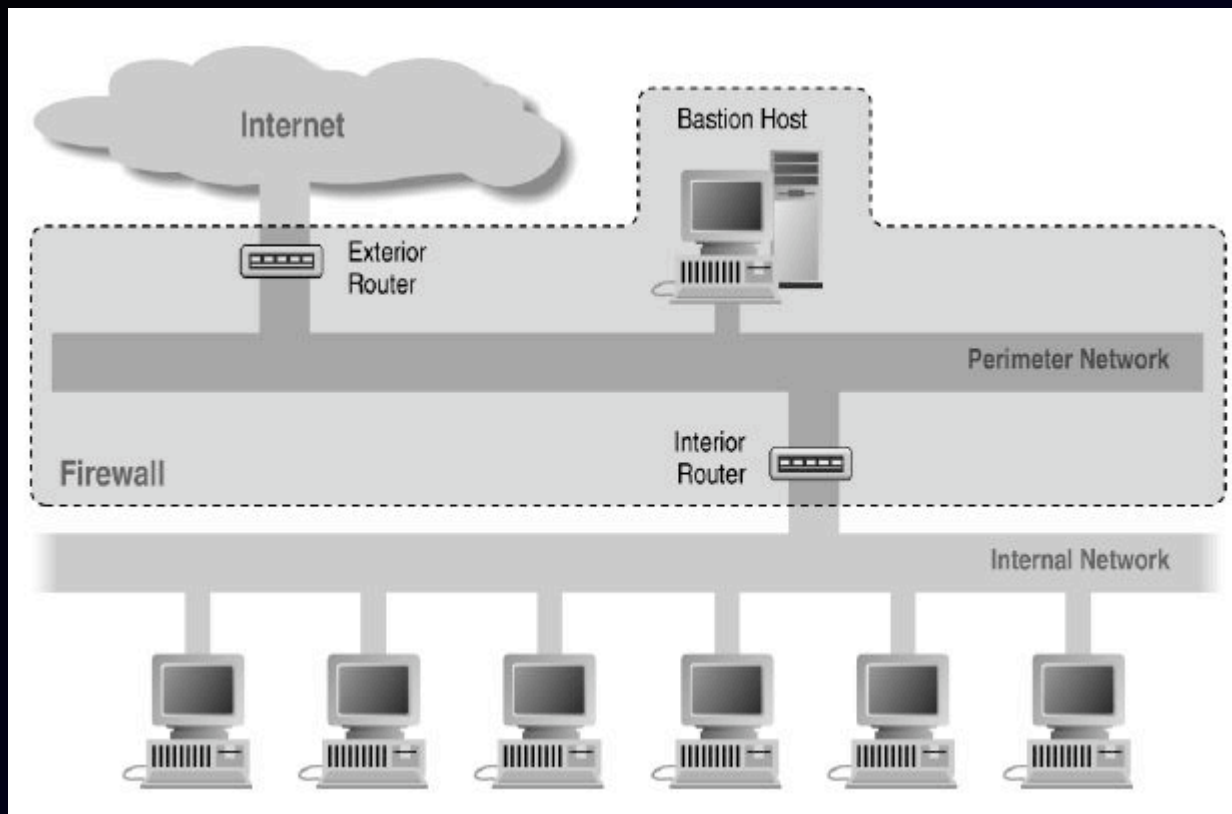 Internet
Bastion Host
Exterior
Router
Perimeter Network
Interior
Router
Firewall
Internal Network